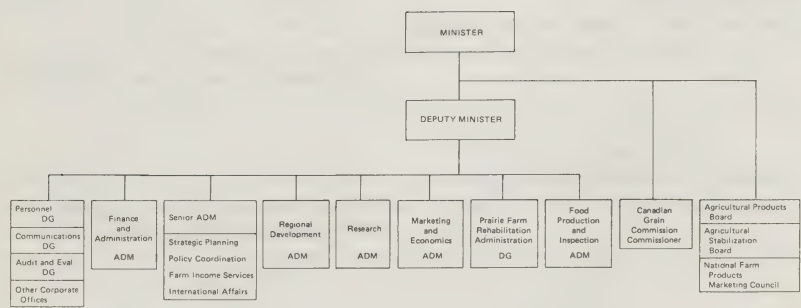 MINISTER
DEPUTY MINISTER
Personnel
DG
Communications
DG
Audit and Eval
DG
Other Corporate
Offices
Finance
and
Administration
ADM
Senior ADM
Strategic Planning
Policy Coordination
Farm Income Services
International Affairs
Regional
Development
ADM
Research
ADM
Marketing
and
Economics
ADM
Prairie Farm
Rehabilitation
Administration
DG
Food
Production
and
Inspection
ADM
Canadian
Grain
Commission
Commissioner
Agricultural Products
Board
Agricultural
Stabilization
Board
National Farm
Products
Marketing Council